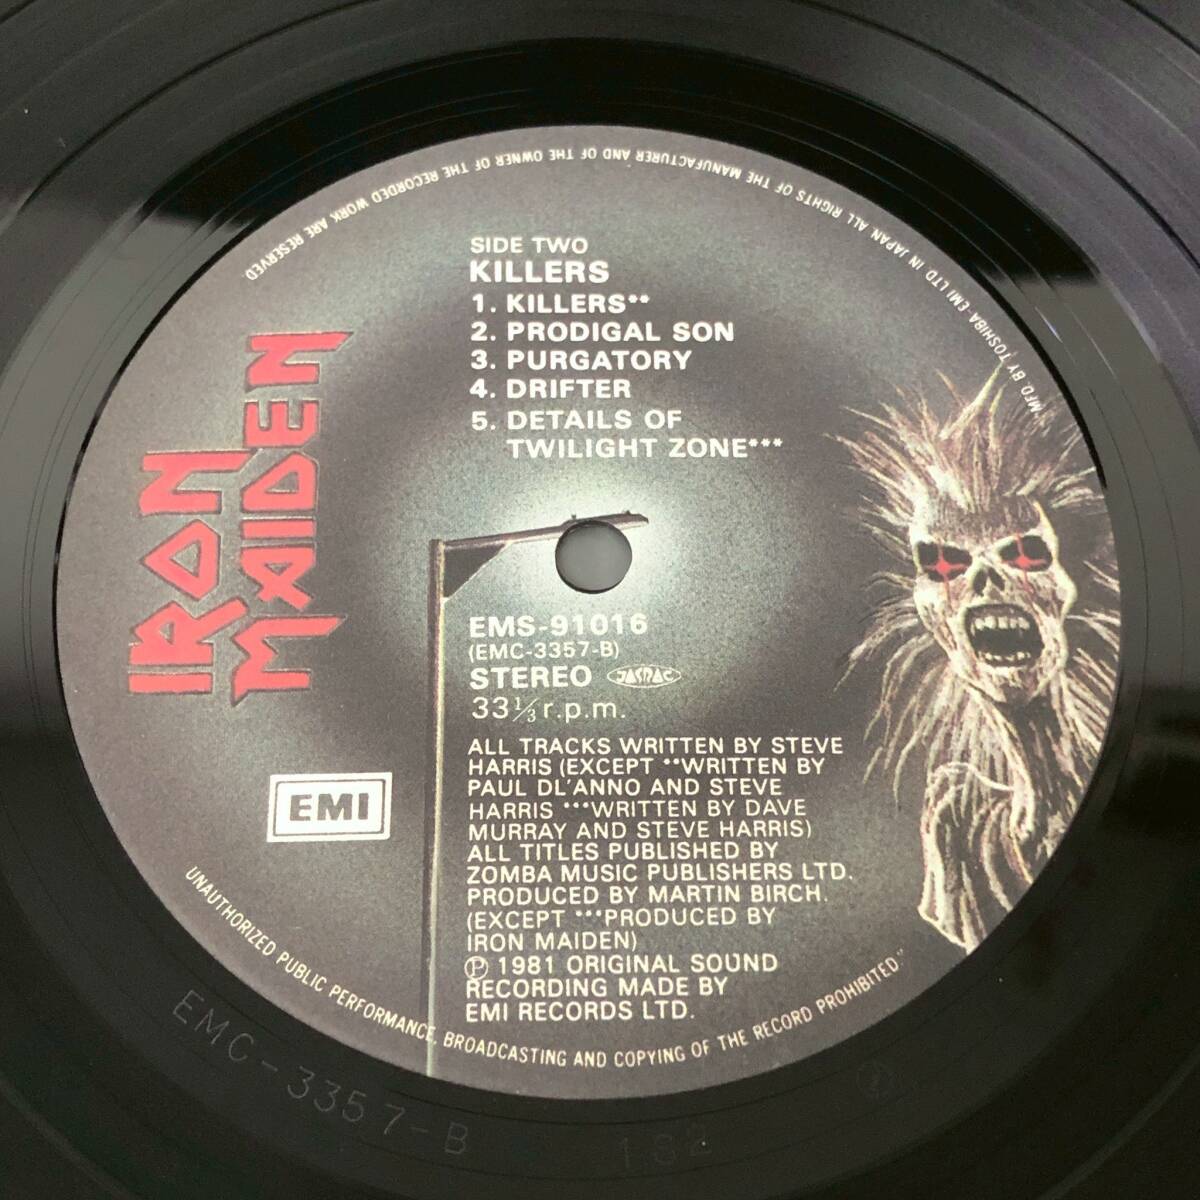 SIDE TWO
KILLERS
1. KILLERS**
2. PRODIGAL SON
3. PURGATORY
4. DRIFTER
5. DETAILS OF
TWILIGHT ZONE***
IRON
MAIDEN
EMS-91016
(EMC-3357-B)
STEREO JASRAC
33 1/3 r.p.m.
EMI
ALL TRACKS WRITTEN BY STEVE
HARRIS (EXCEPT **WRITTEN BY
PAUL DL'ANNO AND STEVE
HARRIS ***WRITTEN BY DAVE
MURRAY AND STEVE HARRIS)
ALL TITLES PUBLISHED BY
ZOMBA MUSIC PUBLISHERS LTD.
PRODUCED BY MARTIN BIRCH.
(EXCEPT ***PRODUCED BY
IRON MAIDEN)
Ⓟ 1981 ORIGINAL SOUND
RECORDING MADE BY
EMI RECORDS LTD.
"MFD. BY TOSHIBA-EMI LTD IN JAPAN ALL RIGHTS OF THE MANUFACTURER AND OF THE OWNER OF THE RECORDED WORK ARE RESERVED
UNAUTHORIZED PUBLIC PERFORMANCE, BROADCASTING AND COPYING OF THE RECORD PROHIBITED."
EMC-3357-B